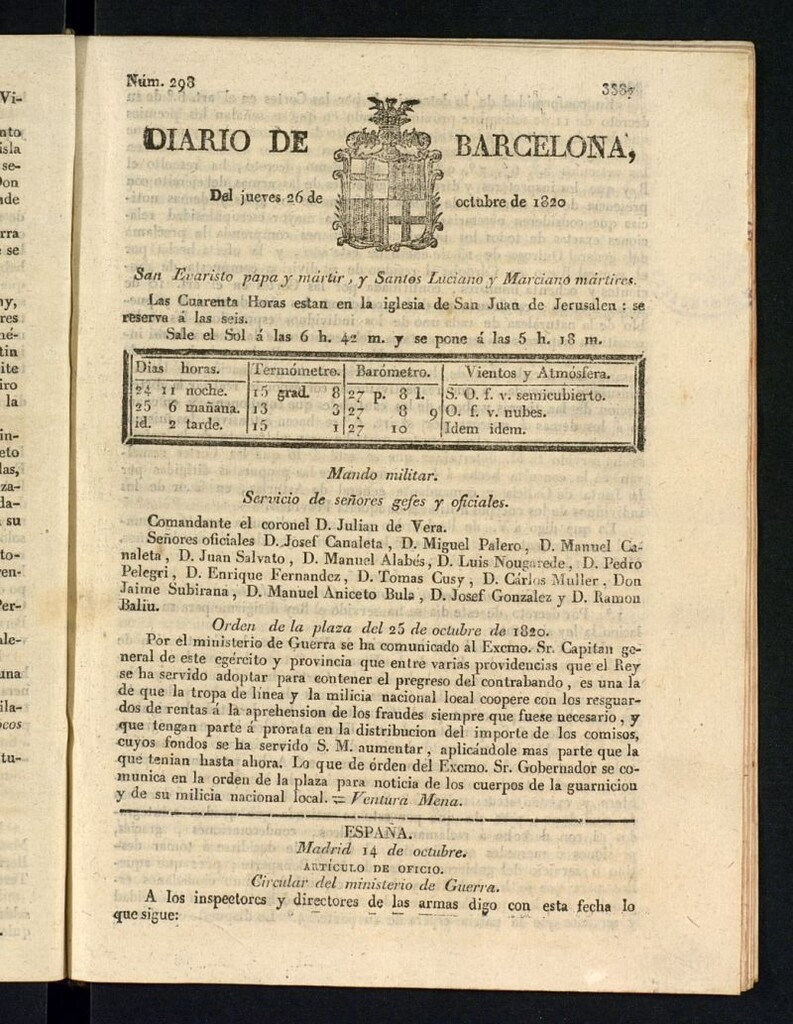 Núm. 298
DIARIO DE BARCELONA,
Del jueves 26 de octubre de 1820
San Evaristo papa y mártir, y Santos Luciano y Marciano mártires.
Las Cuarenta Horas estan en la iglesia de San Juan de Jerusalen: se
reserva á las seis.
Sale el Sol á las 6 h. 42 m. y se pone á las 5 h. 18 m.
Dias horas. Termómetro. Barómetro. Vientos y Atmósfera.
24 11 noche. 15 grad. 8 27 p. 8 l. S. O. f. v. semicubierto.
25 6 mañana. 13 3 27 8 9 O. f. v. nubes.
id. 2 tarde. 15 1 27 10 Idem idem.
Mando militar.
Servicio de señores gefes y oficiales.
Comandante el coronel D. Julian de Vera.
Señores oficiales D. Josef Canaleta, D. Miguel Palero, D. Manuel Ca-
naleta, D. Juan Salvato, D. Manuel Alabés, D. Luis Nougarede, D. Pedro
Pelegri, D. Enrique Fernandez, D. Tomas Cusy, D. Cárlos Muller, Don
Jaime Subirana, D. Manuel Aniceto Bula, D. Josef Gonzalez y D. Ramon
Baliu.
Orden de la plaza del 25 de octubre de 1820.
Por el ministerio de Guerra se ha comunicado al Excmo. Sr. Capitan ge-
neral de este egército y provincia que entre varias providencias que el Rey
se ha servido adoptar para contener el pregreso del contrabando, es una la
de que la tropa de línea y la milicia nacional local coopere con los resguar-
dos de rentas á la aprehension de los fraudes siempre que fuese necesario, y
que tengan parte á prorata en la distribucion del importe de los comisos,
cuyos fondos se ha servido S. M. aumentar, aplicándole mas parte que la
que tenian hasta ahora. Lo que de órden del Excmo. Sr. Gobernador se co-
munica en la orden de la plaza para noticia de los cuerpos de la guarnicion
y de su milicia nacional local. = Ventura Mena.
ESPAÑA.
Madrid 14 de octubre.
ARTÍCULO DE OFICIO.
Circular del ministerio de Guerra.
A los inspectores y directores de las armas digo con esta fecha lo
que sigue: